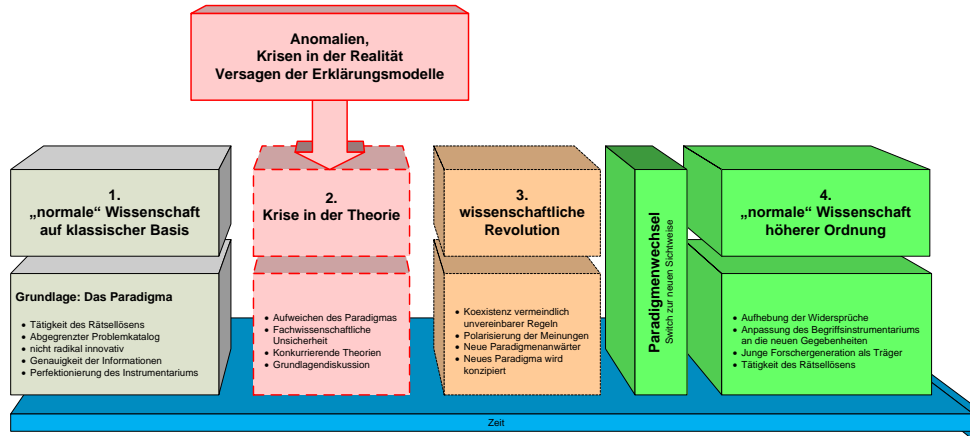 Anomalien,
Krisen in der Realität
Versagen der Erklärungsmodelle
1.
„normale“ Wissenschaft
auf klassischer Basis
Grundlage: Das Paradigma
• Tätigkeit des Rätsellösens
• Abgegrenzter Problemkatalog
• nicht radikal innovativ
• Genauigkeit der Informationen
• Perfektionierung des Instrumentariums
2.
Krise in der Theorie
• Aufweichen des Paradigmas
• Fachwissenschaftliche
Unsicherheit
• Konkurrierende Theorien
• Grundlagendiskussion
3.
wissenschaftliche
Revolution
• Koexistenz vermeindlich
unvereinbarer Regeln
• Polarisierung der Meinungen
• Neue Paradigmenanwärter
• Neues Paradigma wird
konzipiert
Paradigmenwechsel
Switch zur neuen Sichtweise
4.
„normale“ Wissenschaft
höherer Ordnung
• Aufhebung der Widersprüche
• Anpassung des Begriffsinstrumentariums
an die neuen Gegebenheiten
• Junge Forschergeneration als Träger
• Tätigkeit des Rätsellösens
Zeit